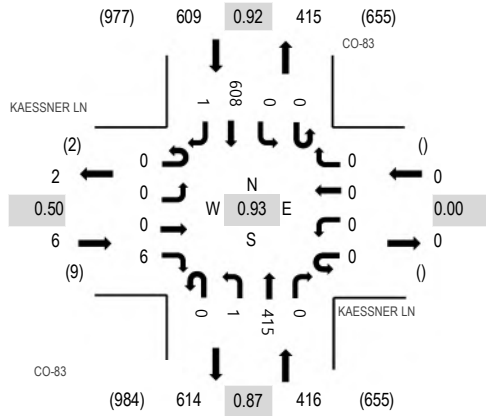 (977) 609 0.92 415 (655)
CO-83
KAESSNER LN
1 608 0 0
(2) 0 0 ()
2 0 0 0
N
0.50 W 0.93 E 0.00
0 0
S
6 6 0 0
(9) ()
0 1 415 0
KAESSNER LN
CO-83
(984) 614 0.87 416 (655)